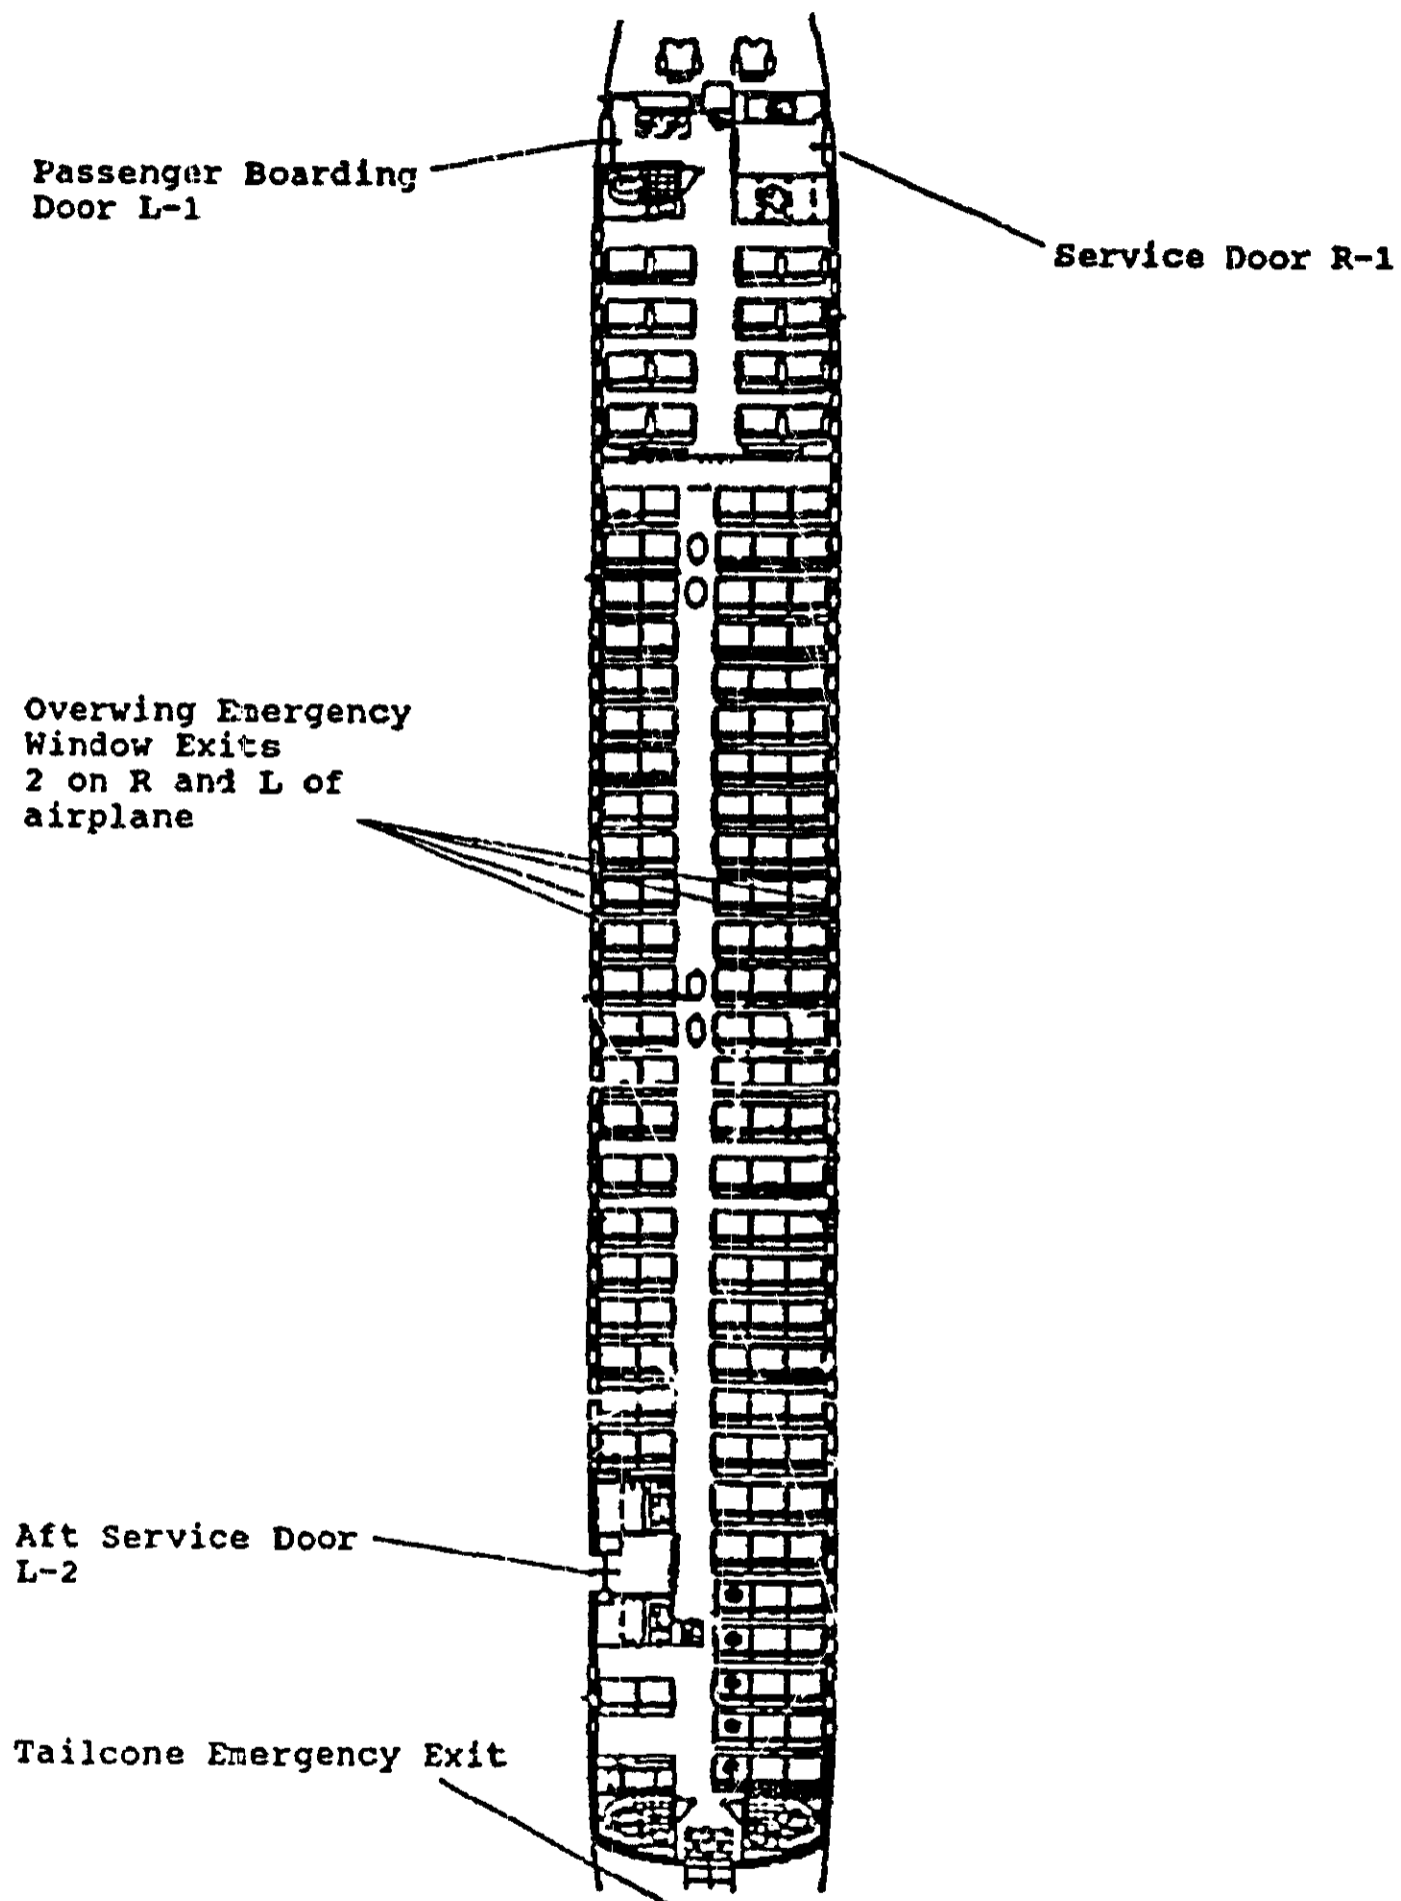 Passenger Boarding
Door L-1
Service Door R-1
Overwing Emergency
Window Exits
2 on R and L of
airplane
Aft Service Door
L-2
Tailcone Emergency Exit